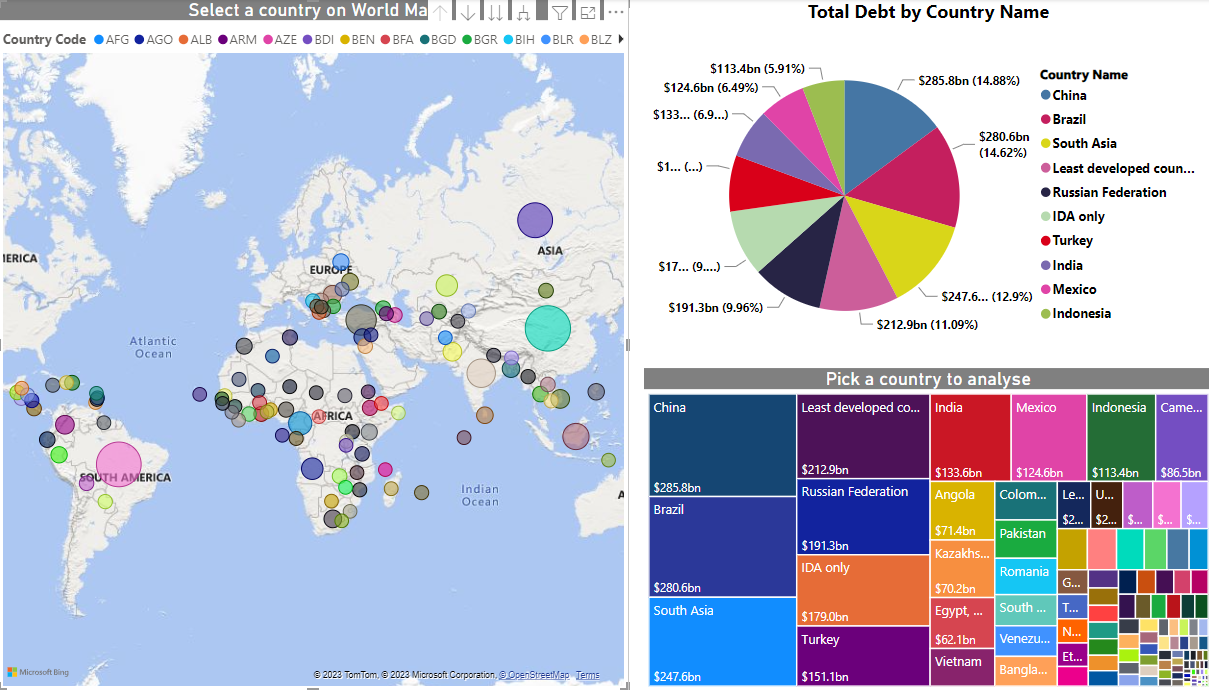 Select a country on World Ma
Country Code AFG AGO ALB ARM AZE BDI BEN BFA BGD BGR BIH BLR BLZ
ERICA
EUROPE
ASIA
Atlantic
Ocean
AFRICA
SOUTH AMERICA
Indian
Ocean
A
Microsoft Bing
© 2023 TomTom, © 2023 Microsoft Corporation, © OpenStreetMap Terms
Total Debt by Country Name
$113.4bn (5.91%)
$124.6bn (6.49%)
$133... (6.9...)
$1... (...)
$17... (9....)
$191.3bn (9.96%)
$285.8bn (14.88%)
$280.6bn
(14.62%)
$247.6... (12.9%)
$212.9bn (11.09%)
Country Name
China
Brazil
South Asia
Least developed coun...
Russian Federation
IDA only
Turkey
India
Mexico
Indonesia
Pick a country to analyse
China
$285.8bn
Brazil
$280.6bn
South Asia
$247.6bn
Least developed co...
$212.9bn
Russian Federation
$191.3bn
IDA only
$179.0bn
Turkey
$151.1bn
India
$133.6bn
Mexico
$124.6bn
Indonesia
$113.4bn
Came...
$86.5bn
Angola
$71.4bn
Kazakhs...
$70.2bn
Egypt, ...
$62.1bn
Vietnam
Colom...
Pakistan
Romania
South ...
Venezu...
Bangla...
Le...
$2...
U...
$2...
$...
$...
$...
G...
T...
N...
Et...